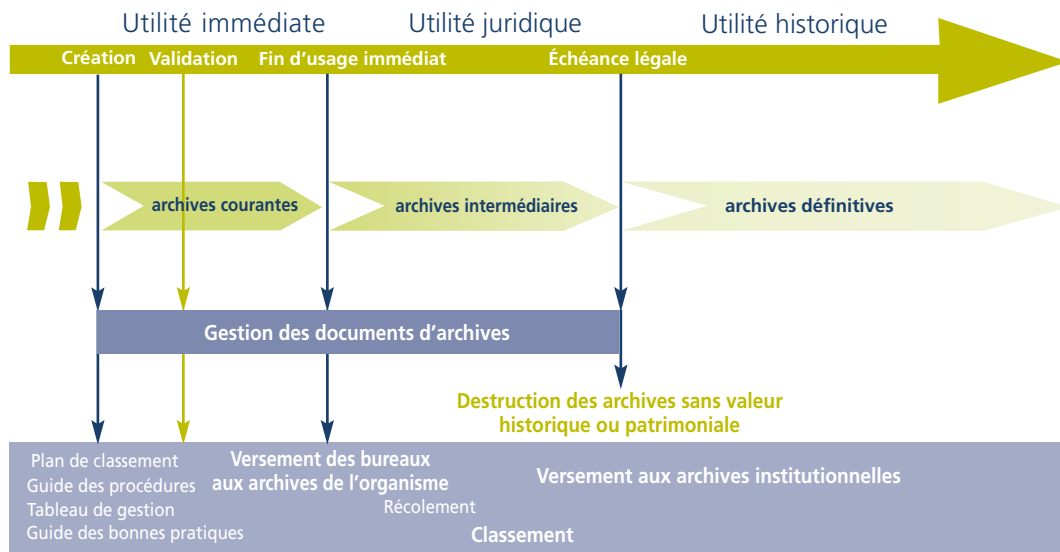 Utilité immédiate
Utilité juridique
Utilité historique
Création
Validation
Fin d'usage immédiat
Échéance légale
archives courantes
archives intermédiaires
archives définitives
Gestion des documents d'archives
Destruction des archives sans valeur
historique ou patrimoniale
Plan de classement
Guide des procédures
Tableau de gestion
Guide des bonnes pratiques
Versement des bureaux
aux archives de l'organisme
Récolement
Versement aux archives institutionnelles
Classement